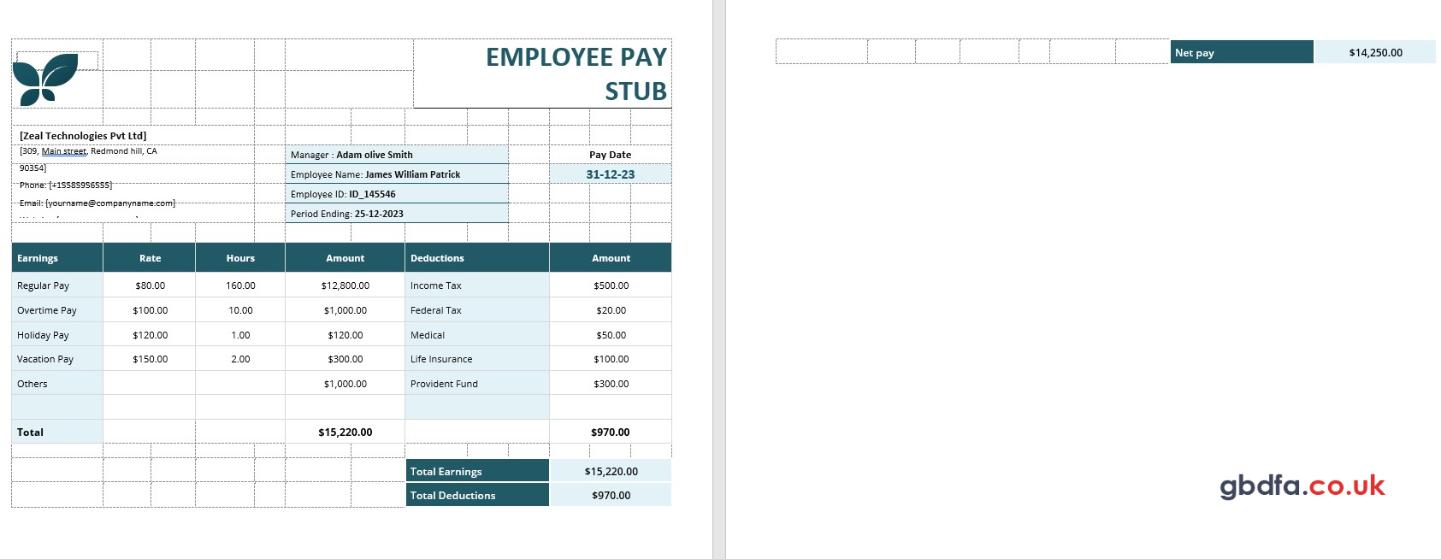 EMPLOYEE PAY
STUB
[Zeal Technologies Pvt Ltd]
[309, Main street, Redmond hill, CA
90354]
Phone: [+15585956555]
Email: [yourname@companyname.com]
Manager : Adam olive Smith
Employee Name: James William Patrick
Employee ID: ID_145546
Period Ending: 25-12-2023
Pay Date
31-12-23
Earnings Rate Hours Amount Deductions Amount
Regular Pay $80.00 160.00 $12,800.00 Income Tax $500.00
Overtime Pay $100.00 10.00 $1,000.00 Federal Tax $20.00
Holiday Pay $120.00 1.00 $120.00 Medical $50.00
Vacation Pay $150.00 2.00 $300.00 Life Insurance $100.00
Others $1,000.00 Provident Fund $300.00
Total $15,220.00 $970.00
Total Earnings $15,220.00
Total Deductions $970.00
Net pay $14,250.00
gbdfa.co.uk